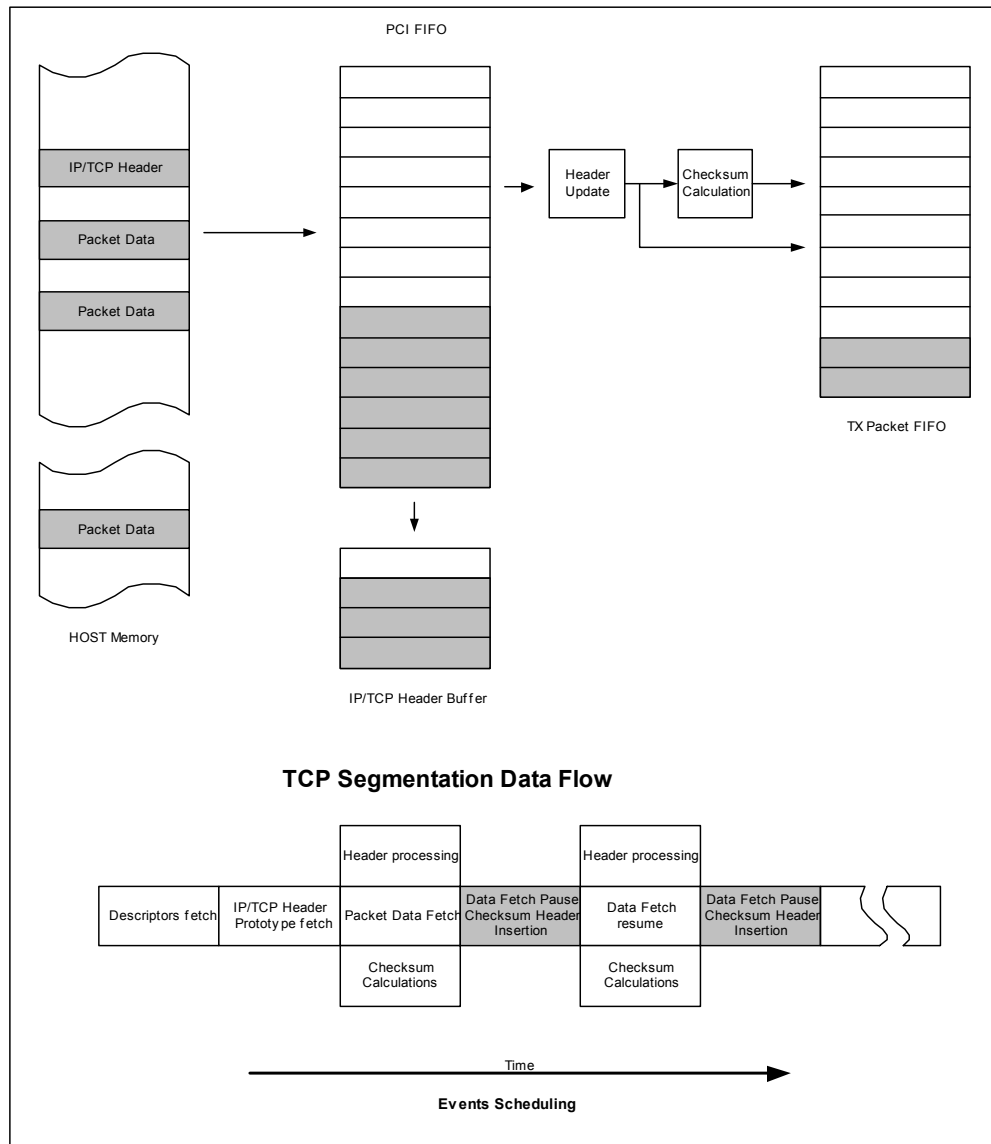 PCI FIFO
IP/TCP Header
Packet Data
Packet Data
Header
Update
Checksum
Calculation
TX Packet FIFO
Packet Data
HOST Memory
IP/TCP Header Buffer
TCP Segmentation Data Flow
Header processing
Header processing
Descriptors fetch
IP/TCP Header
Prototype fetch
Packet Data Fetch
Data Fetch Pause
Checksum Header
Insertion
Data Fetch
resume
Data Fetch Pause
Checksum Header
Insertion
Checksum
Calculations
Checksum
Calculations
Time
Events Scheduling